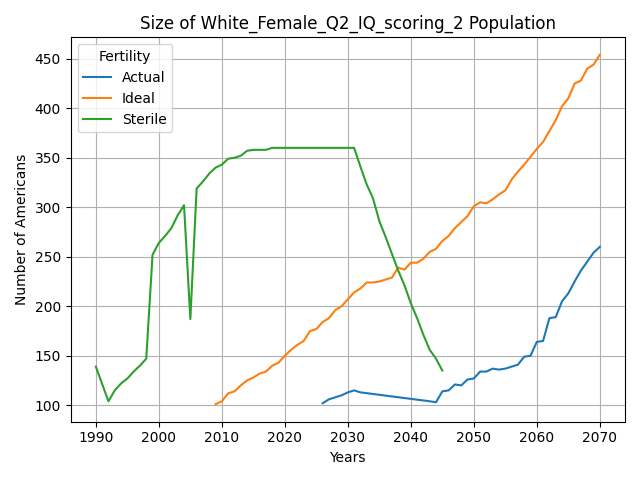 Size of White_Female_Q2_IQ_scoring_2 Population
Fertility
Actual
Ideal
Sterile
Number of Americans
450
400
350
300
250
200
150
100
1990 2000 2010 2020 2030 2040 2050 2060 2070
Years